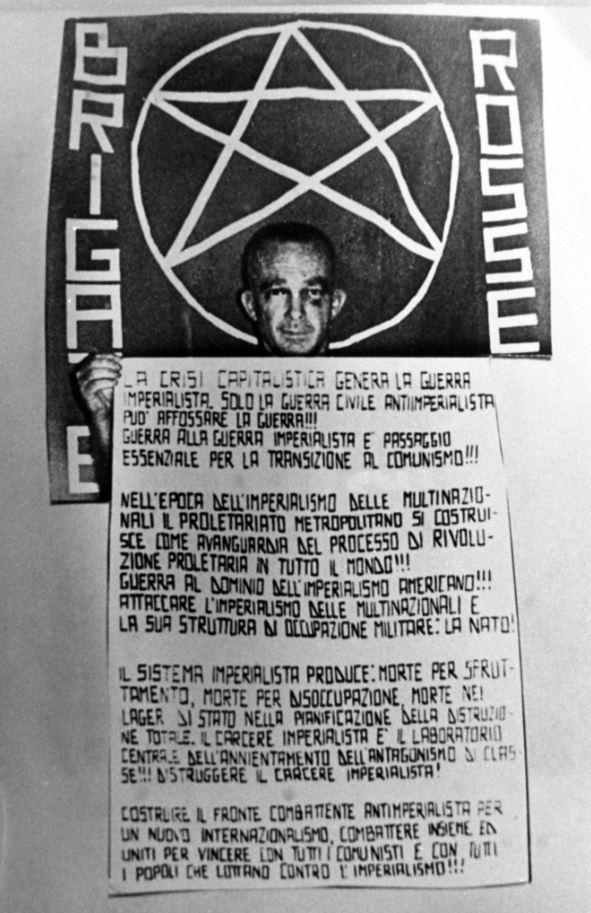 BRIGATE
ROSSE
LA CRISI CAPITALISTICA GENERA LA GUERRA
IMPERIALISTA. SOLO LA GUERRA CIVILE ANTIIMPERIALISTA
PUO' AFFOSSARE LA GUERRA!!!
GUERRA ALLA GUERRA IMPERIALISTA E' PASSAGGIO
ESSENZIALE PER LA TRANSIZIONE AL COMUNISMO!!!
NELL'EPOCA DELL'IMPERIALISMO DELLE MULTINAZIO-
NALI IL PROLETARIATO METROPOLITANO SI COSTRUI-
SCE COME AVANGUARDIA DEL PROCESSO DI RIVOLU-
ZIONE PROLETARIA IN TUTTO IL MONDO!!!
GUERRA AL DOMINIO DELL'IMPERIALISMO AMERICANO!!!
ATTACCARE L'IMPERIALISMO DELLE MULTINAZIONALI E
LA SUA STRUTTURA DI OCCUPAZIONE MILITARE: LA NATO!
IL SISTEMA IMPERIALISTA PRODUCE: MORTE PER SFRUT-
TAMENTO, MORTE PER DISOCCUPAZIONE, MORTE NEI
LAGER DI STATO NELLA PIANIFICAZIONE DELLA DISTRUZIO-
NE TOTALE. IL CARCERE IMPERIALISTA E' IL LABORATORIO
CENTRALE DELL'ANNIENTAMENTO DELL'ANTAGONISMO DI CLAS-
SE!!! DISTRUGGERE IL CARCERE IMPERIALISTA!
COSTRUIRE IL FRONTE COMBATTENTE ANTIMPERIALISTA PER
UN NUOVO INTERNAZIONALISMO, COMBATTERE INSIEME ED
UNITI PER VINCERE CON TUTTI I COMUNISTI E CON TUTTI
I POPOLI CHE LOTTANO CONTRO L'IMPERIALISMO!!!